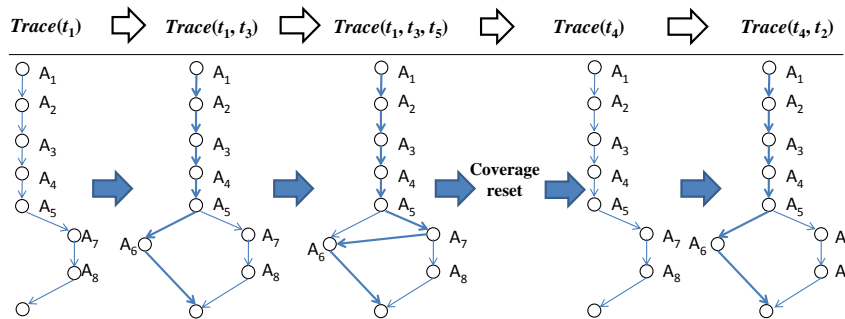 Trace(t₁) Trace(t₁, t₃) Trace(t₁, t₃, t₅) Trace(t₄) Trace(t₄, t₂)
A₁ A₁ A₁ A₁ A₁
A₂ A₂ A₂ A₂ A₂
A₃ A₃ A₃ A₃ A₃
Coverage
reset
A₄ A₄ A₄ A₄ A₄
A₅ A₅ A₅ A₅ A₅
A₇ A₆ A₇ A₆ A₇ A₇ A₆ A
A₈ A₈ A₈ A₈ A